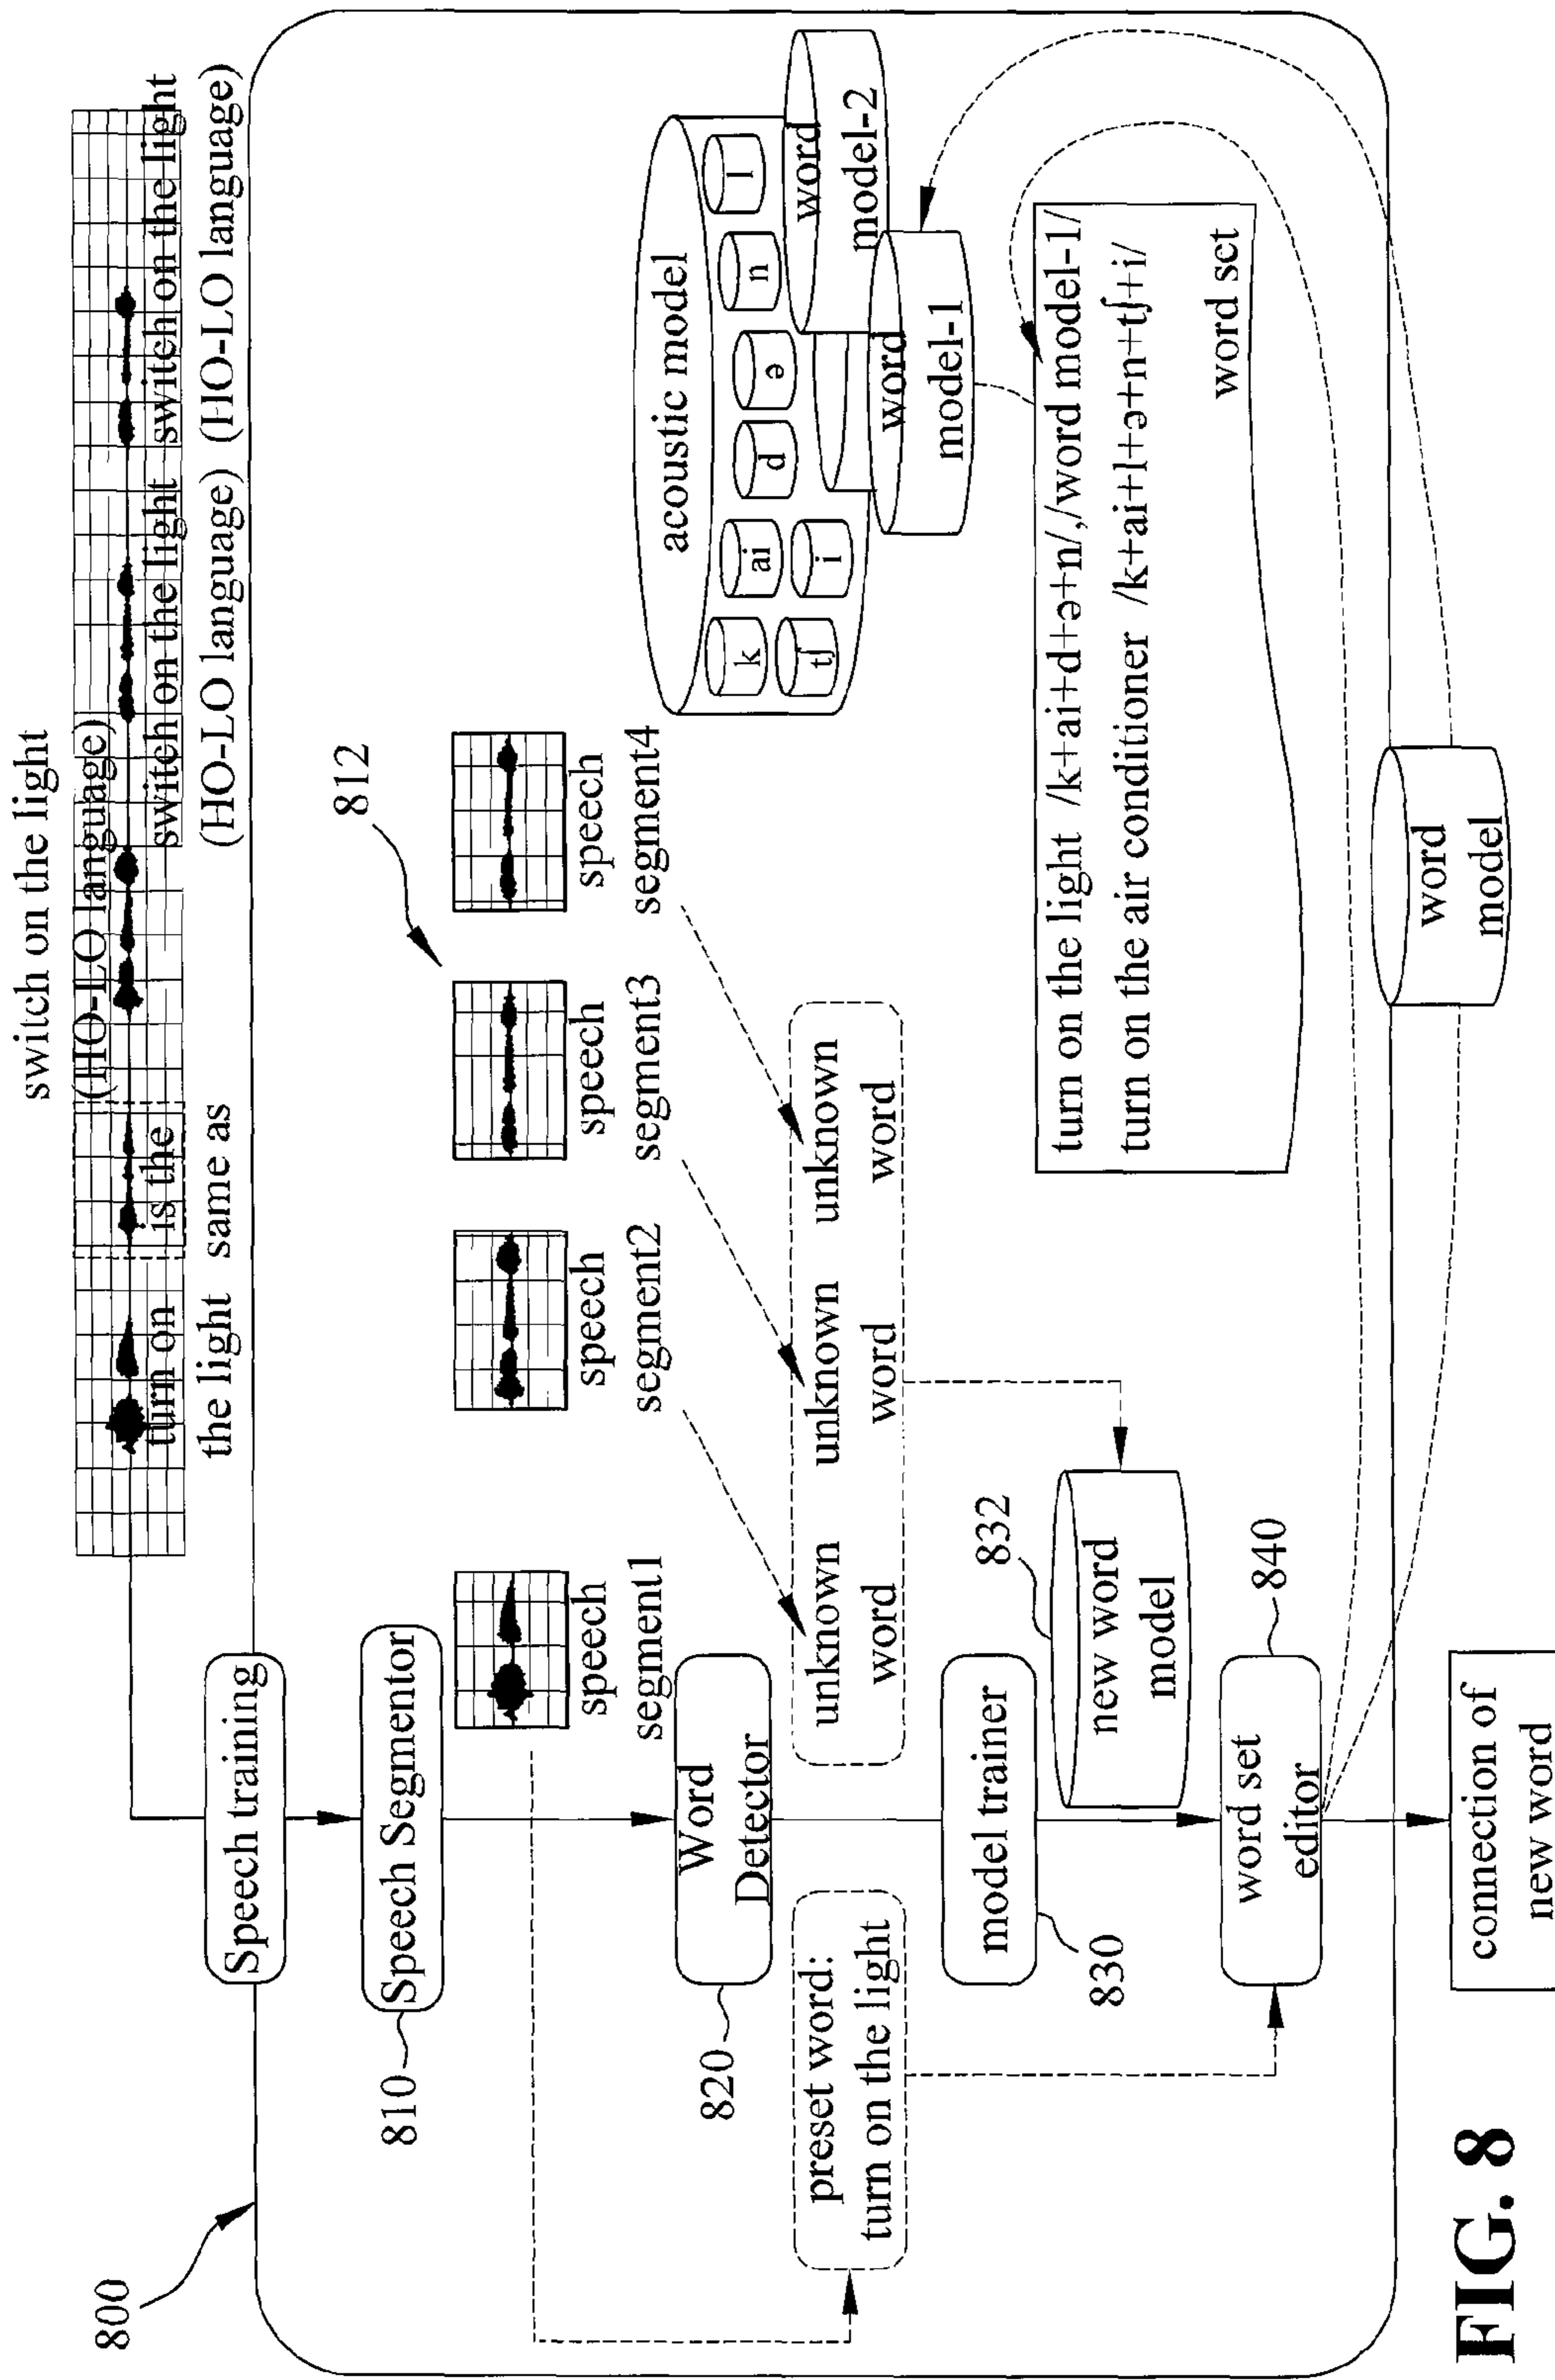 switch on the light
(HO-LO language)
turn on
the light
is the
same as
switch on the light
(HO-LO language)
switch on the light
(HO-LO language)
800
Speech training
810
Speech Segmentor
812
speech
segment1
speech
segment2
speech
segment3
speech
segment4
820
Word
Detector
preset word:
turn on the light
unknown
word
unknown
word
unknown
word
acoustic model
k
ai
d
ə
n
l
tʃ
i
word
model-1
word
model-2
830
model trainer
832
new word
model
turn on the light /k+ai+d+ə+n/,/word model-1/
turn on the air conditioner /k+ai+l+ə+n+tʃ+i/
word set
word set
editor
840
word
model
connection of
new word
FIG. 8